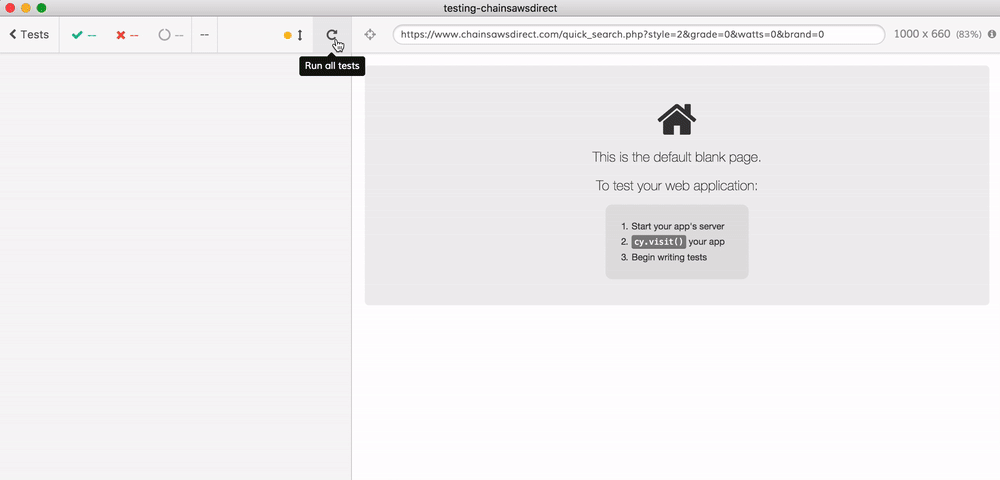 testing-chainsawsdirect
Tests -- -- -- --
https://www.chainsawsdirect.com/quick_search.php?style=2&grade=0&watts=0&brand=0
1000 x 660 (83%)
Run all tests
This is the default blank page.
To test your web application:
1. Start your app's server
2. cy.visit() your app
3. Begin writing tests